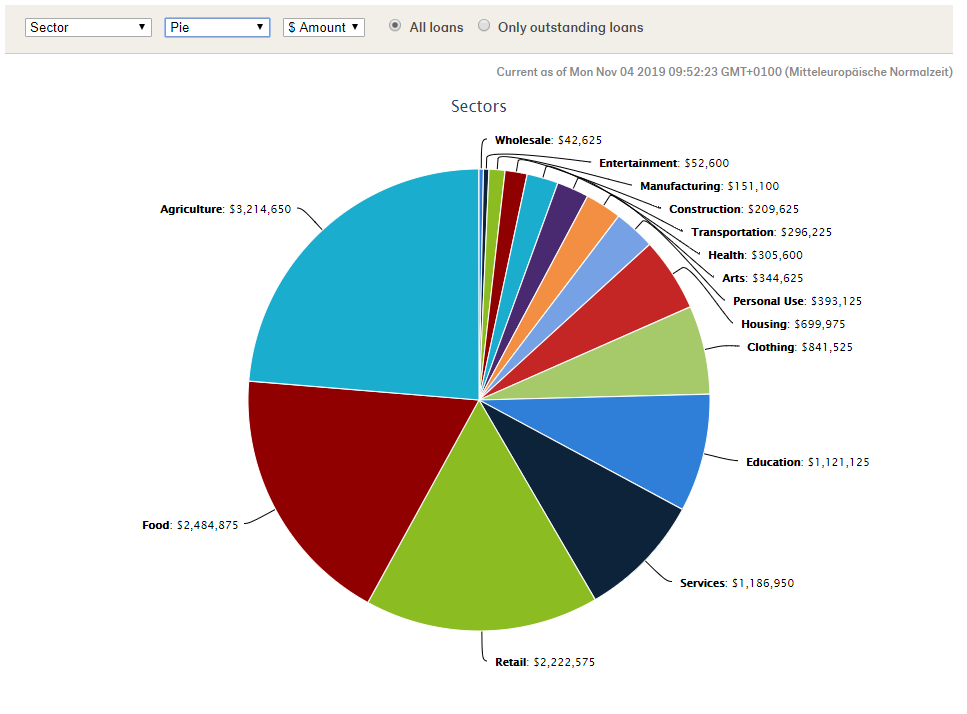 Sector Pie $ Amount All loans Only outstanding loans
Current as of Mon Nov 04 2019 09:52:23 GMT+0100 (Mitteleuropäische Normalzeit)
Sectors
Wholesale: $42,625
Entertainment: $52,600
Manufacturing: $151,100
Agriculture: $3,214,650
Construction: $209,625
Transportation: $296,225
Health: $305,600
Arts: $344,625
Personal Use: $393,125
Housing: $699,975
Clothing: $841,525
Education: $1,121,125
Food: $2,484,875
Services: $1,186,950
Retail: $2,222,575